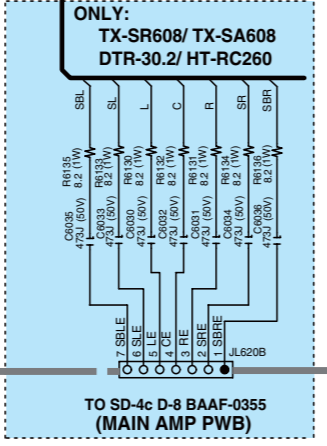 ONLY:
TX-SR608/ TX-SA608
DTR-30.2/ HT-RC260
SBL
SL
L
C
R
SR
SBR
R6135
8.2 (1W)
R6133
8.2 (1W)
R6130
8.2 (1W)
R6132
8.2 (1W)
R6131
8.2 (1W)
R6134
8.2 (1W)
R6136
8.2 (1W)
C6035
473J (50V)
C6033
473J (50V)
C6030
473J (50V)
C6032
473J (50V)
C6031
473J (50V)
C6034
473J (50V)
C6036
473J (50V)
7 SBLE
6 SLE
5 LE
4 CE
3 RE
2 SRE
1 SBRE
JL620B
TO SD-4c D-8 BAAF-0355
(MAIN AMP PWB)